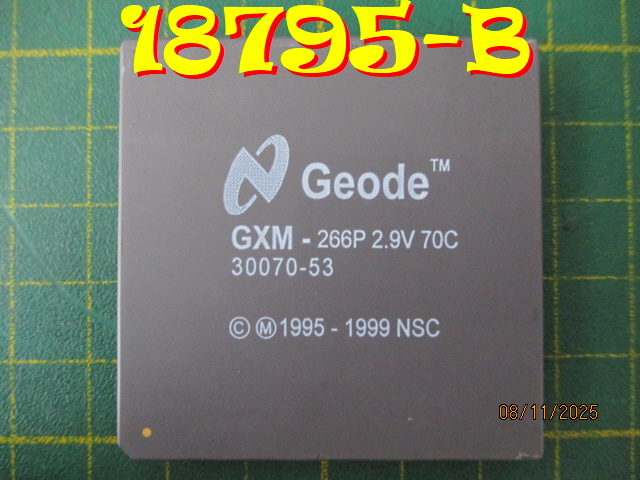 18795-B
Geode™
GXM - 266P 2.9V 70C
30070-53
© Ⓜ 1995 - 1999 NSC
08/11/2025